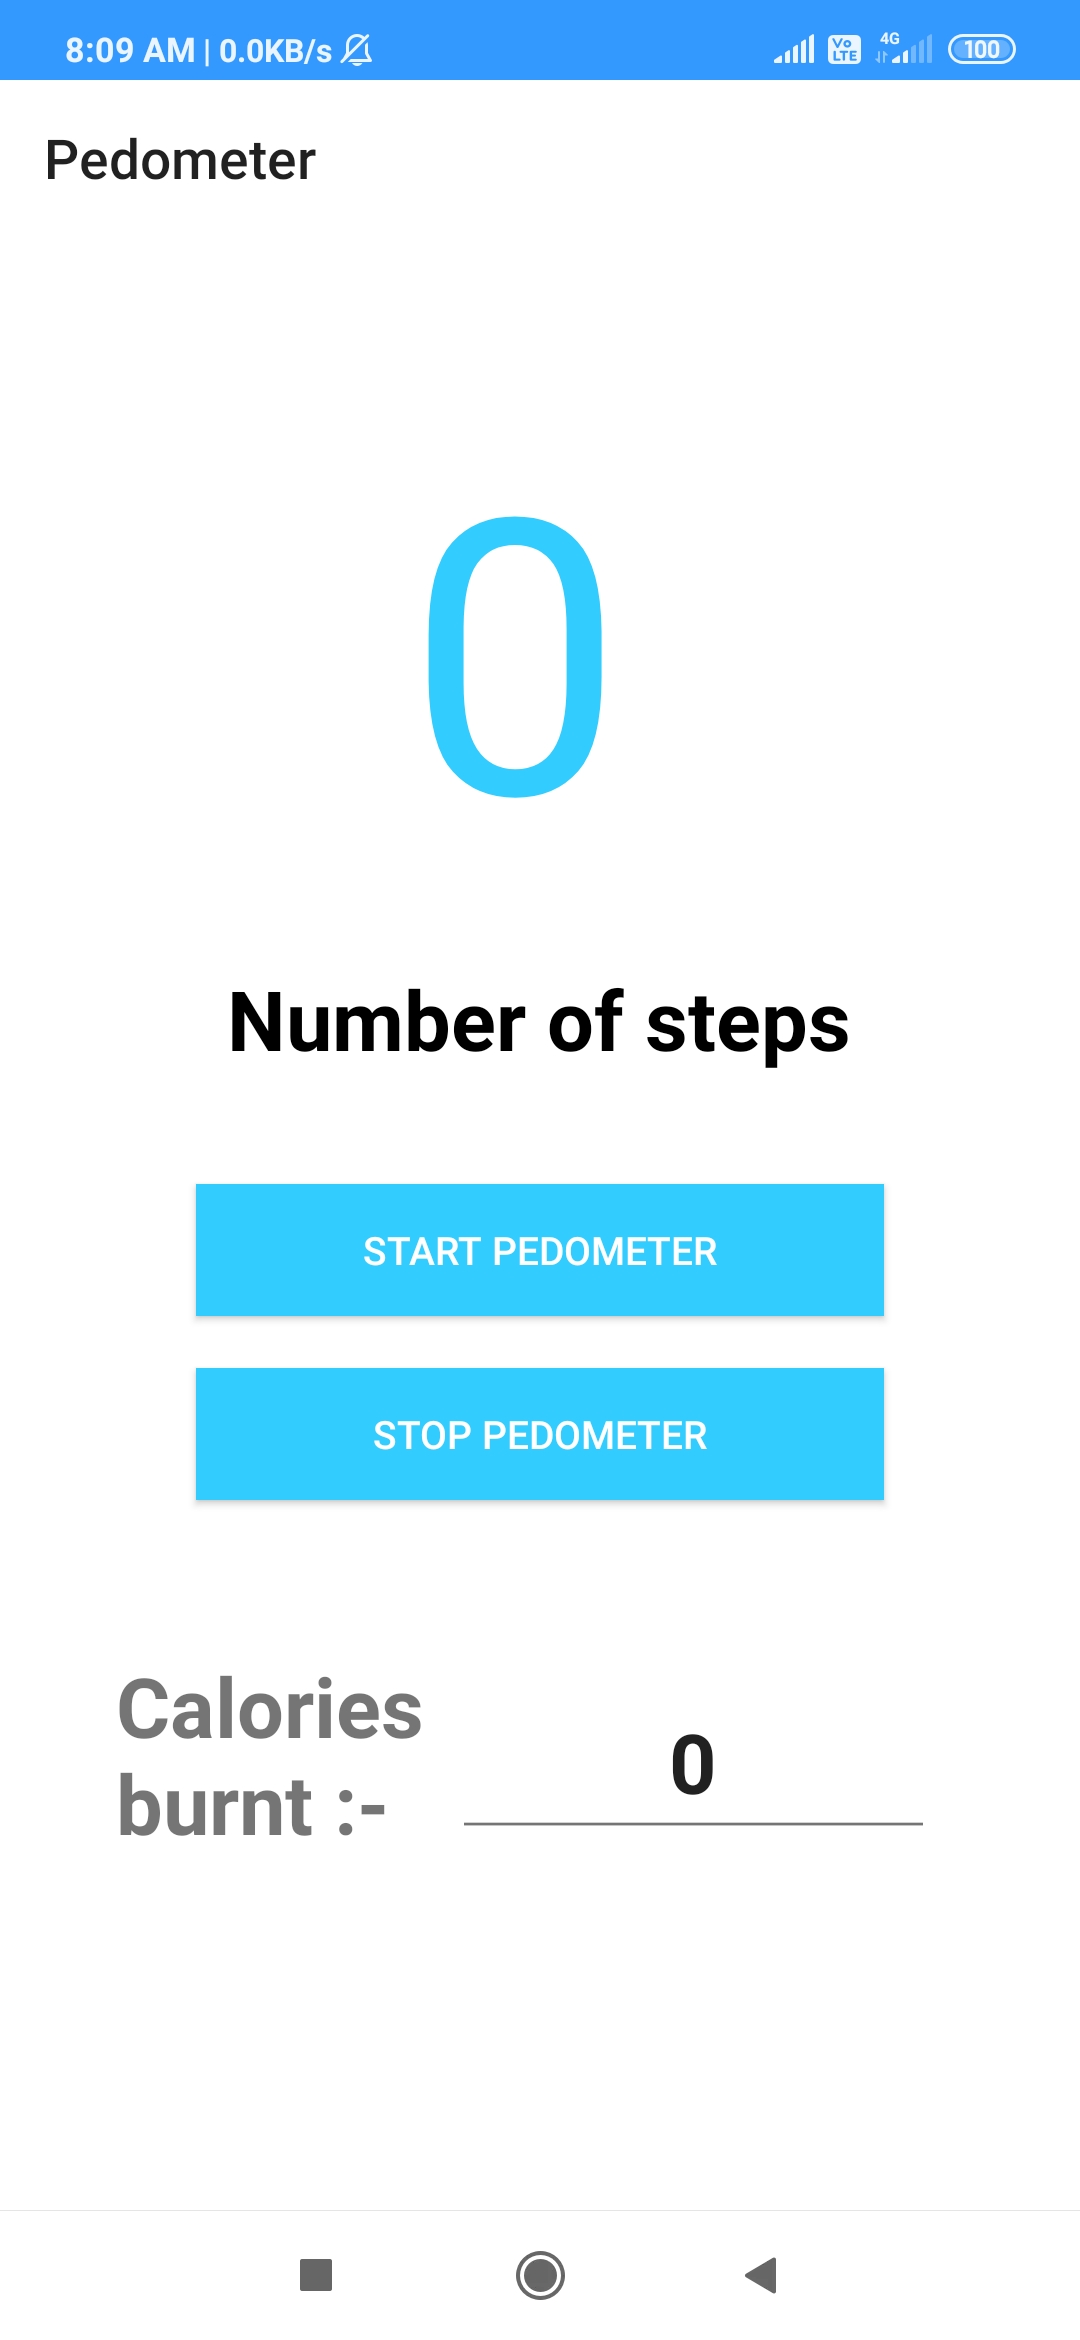 8:09 AM | 0.0KB/s
Vo
LTE
4G
100
Pedometer
0
Number of steps
START PEDOMETER
STOP PEDOMETER
Calories
burnt :-
0